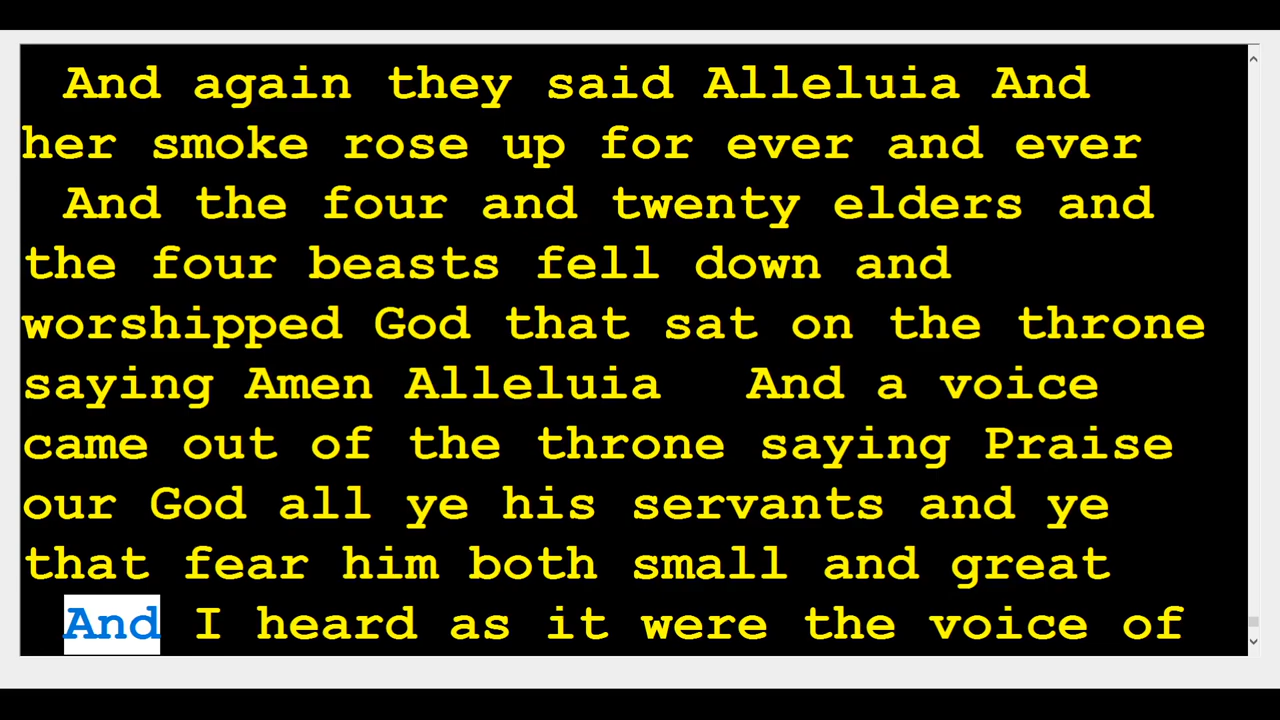 And again they said Alleluia And
her smoke rose up for ever and ever
And the four and twenty elders and
the four beasts fell down and
worshipped God that sat on the throne
saying Amen Alleluia   And a voice
came out of the throne saying Praise
our God all ye his servants and ye
that fear him both small and great
And I heard as it were the voice of